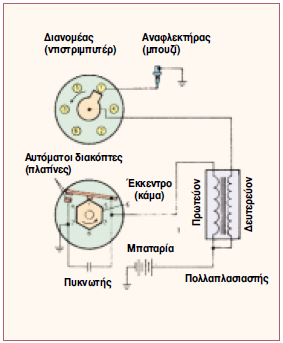 Διανομέας
(ντιστριμπιτέρ)
Αναφλεκτήρας
(μπουζί)
Αυτόματοι διακόπτες
(πλατίνες)
Έκκεντρο
(κάμα)
Πρωτεύον
Δευτερεύον
Μπαταρία
Πυκνωτής
Πολλαπλασιαστής